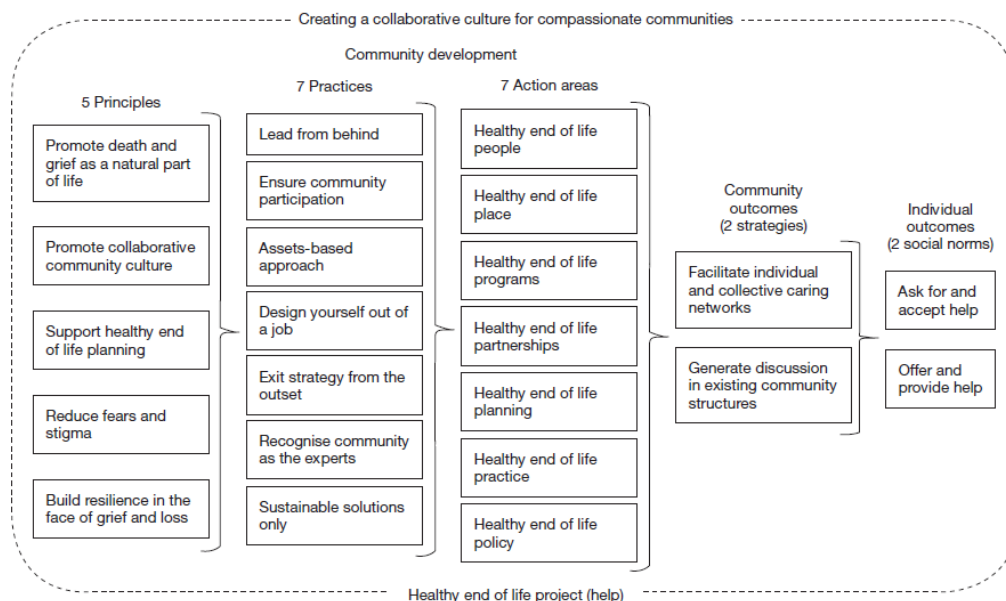 Creating a collaborative culture for compassionate communities
Community development
5 Principles
Promote death and
grief as a natural part
of life
Promote collaborative
community culture
Support healthy end
of life planning
Reduce fears and
stigma
Build resilience in the
face of grief and loss
7 Practices
Lead from behind
Ensure community
participation
Assets-based
approach
Design yourself out of
a job
Exit strategy from the
outset
Recognise community
as the experts
Sustainable solutions
only
7 Action areas
Healthy end of life
people
Healthy end of life
place
Healthy end of life
programs
Healthy end of life
partnerships
Healthy end of life
planning
Healthy end of life
practice
Healthy end of life
policy
Community
outcomes
(2 strategies)
Facilitate individual
and collective caring
networks
Generate discussion
in existing community
structures
Individual
outcomes
(2 social norms)
Ask for and
accept help
Offer and
provide help
Healthy end of life project (help)